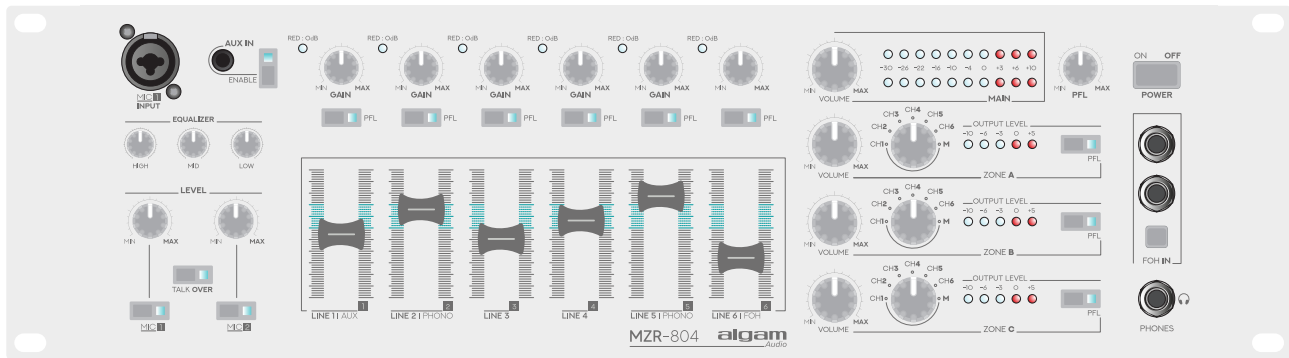 RED : OdB RED : OdB RED : OdB RED : OdB RED : OdB RED : OdB
AUX IN
ENABLE
MIC 1
INPUT
MIN MAX MIN MAX MIN MAX MIN MAX MIN MAX MIN MAX
GAIN GAIN GAIN GAIN GAIN
PFL PFL PFL PFL PFL PFL
EQUALIZER
HIGH MID LOW
LEVEL
MIN MAX MIN MAX
TALK OVER
MIC 1 MIC 2
1 2 3 4 5 6
LINE 1 I AUX LINE 2 I PHONO LINE 3 LINE 4 LINE 5 I PHONO LINE 6 I FOH
MZR-804 algam
Audio
MIN MAX
VOLUME
-30 -26 -22 -16 -10 -4 0 +3 +6 +10
MAIN
MIN MAX
PFL
ON OFF
POWER
MIN MAX
VOLUME
CH1 CH2 CH3 CH4 CH5 CH6 M
OUTPUT LEVEL
-10 -6 -3 0 +5
PFL
ZONE A
MIN MAX
VOLUME
CH1 CH2 CH3 CH4 CH5 CH6 M
OUTPUT LEVEL
-10 -6 -3 0 +5
PFL
ZONE B
MIN MAX
VOLUME
CH1 CH2 CH3 CH4 CH5 CH6 M
OUTPUT LEVEL
-10 -6 -3 0 +5
PFL
ZONE C
FOH IN
PHONES